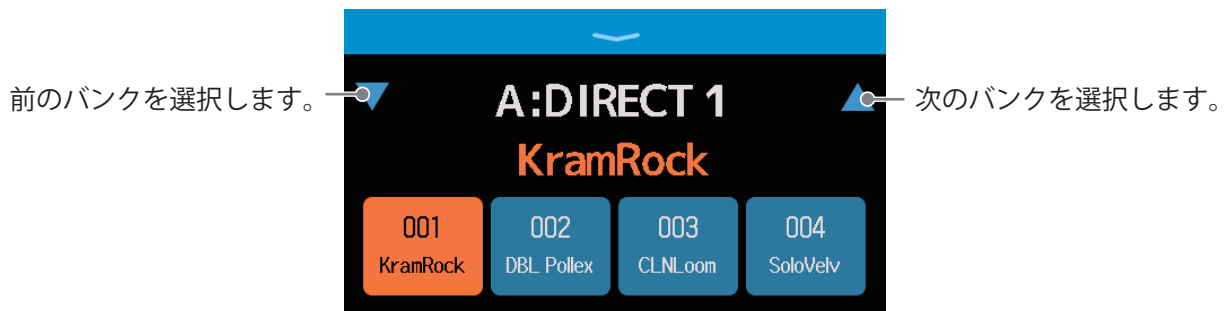 前のバンクを選択します。
A:DIRECT 1
次のバンクを選択します。
KramRock
001
KramRock
002
DBL Pollex
003
CLNLoom
004
SoloVelv